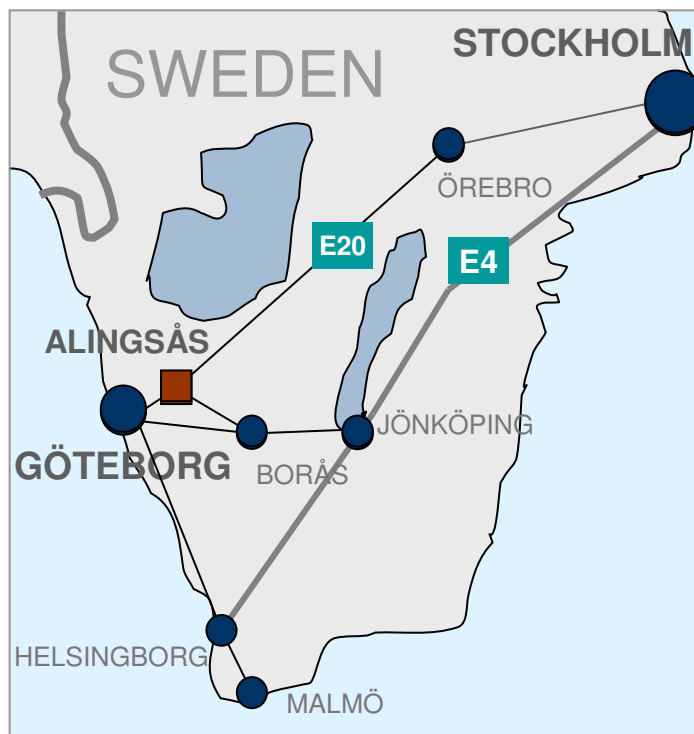 STOCKHOLM
SWEDEN
ÖREBRO
E20
E4
ALINGSÅS
JÖNKÖPING
GÖTEBORG
BORÅS
HELSINGBORG
MALMÖ